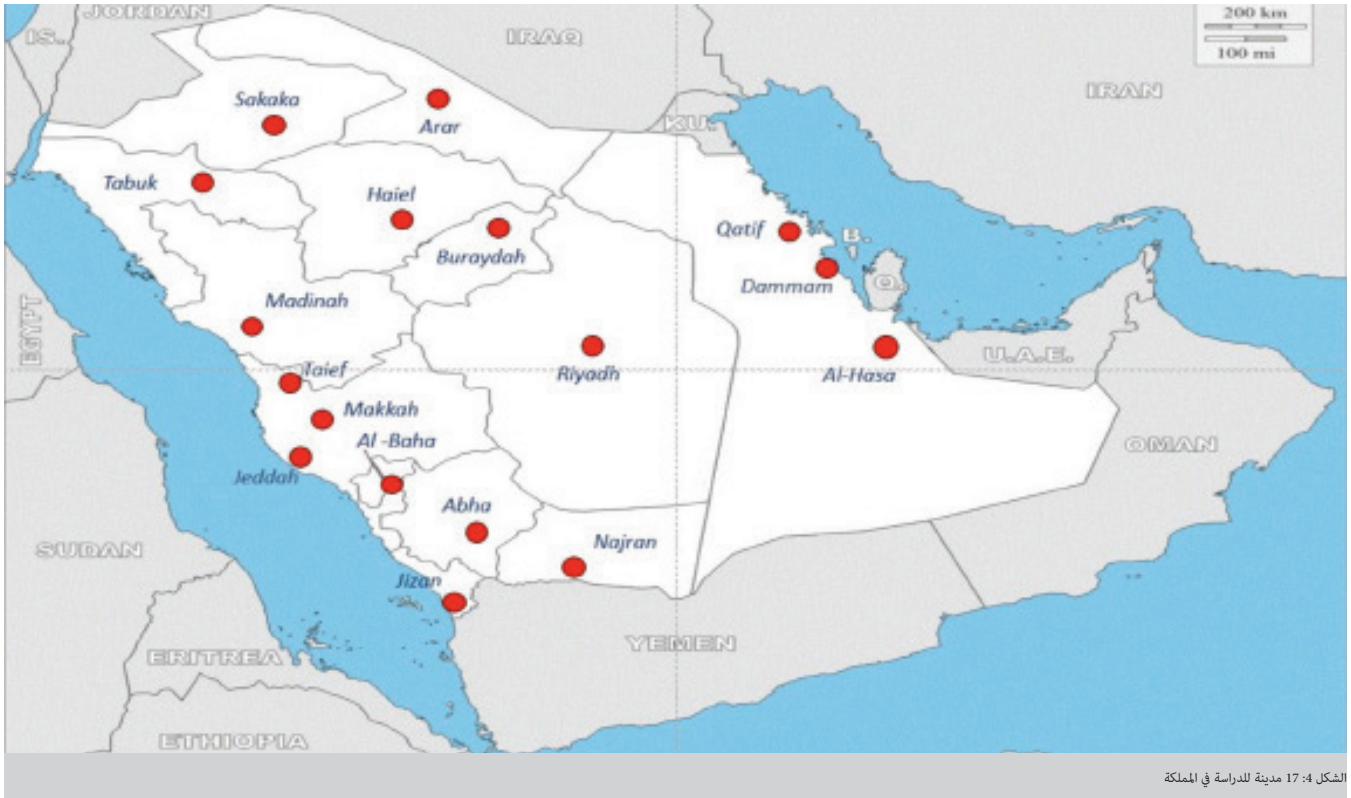 JORDAN
200 km
100 mi
IS.
IRAQ
IRAN
Sakaka
Arar
KU.
Tabuk
Haiel
Qatif
B.
Buraydah
Dammam
Q.
Madinah
EGYPT
U.A.E.
Taief
Riyadh
Al-Hasa
Makkah
Al -Baha
OMAN
Jeddah
Abha
Najran
SUDAN
Jizan
YEMEN
ERITREA
ETHIOPIA
الشكل 4: 17 مدينة للدراسة في المملكة